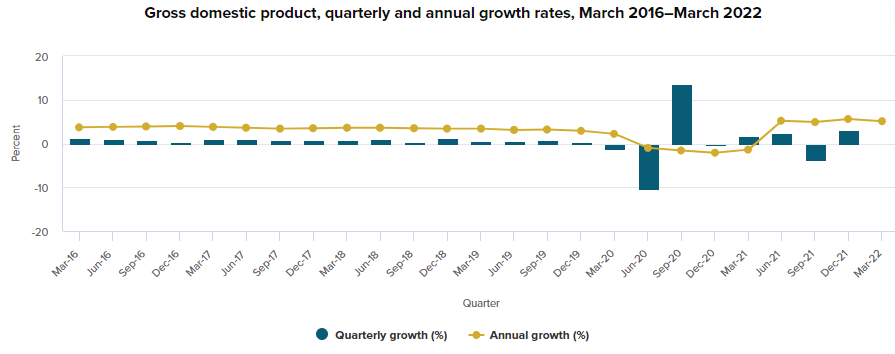 Gross domestic product, quarterly and annual growth rates, March 2016–March 2022
20
10
0
-10
-20
Percent
Mar-16
Jun-16
Sep-16
Dec-16
Mar-17
Jun-17
Sep-17
Dec-17
Mar-18
Jun-18
Sep-18
Dec-18
Mar-19
Jun-19
Sep-19
Dec-19
Mar-20
Jun-20
Sep-20
Dec-20
Mar-21
Jun-21
Sep-21
Dec-21
Mar-22
Quarter
Quarterly growth (%)
Annual growth (%)